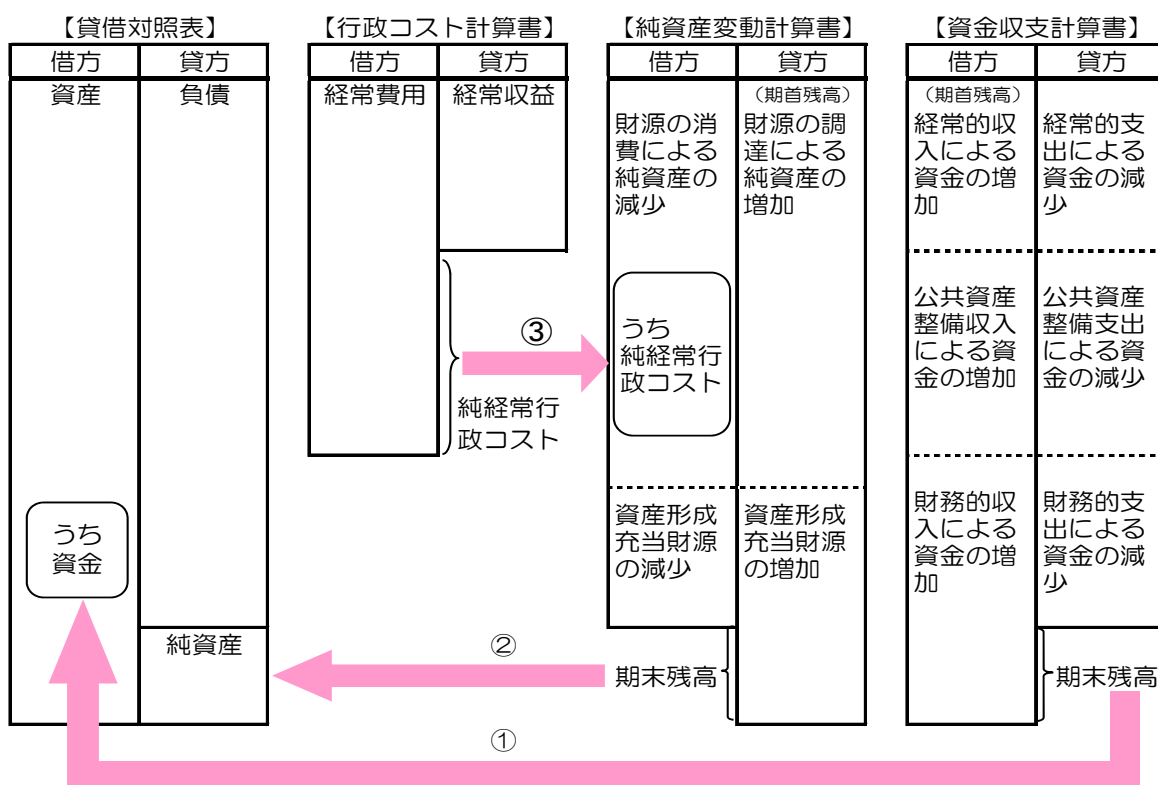 【貸借対照表】
借方
貸方
資産
負債
うち
資金
純資産
【行政コスト計算書】
借方
貸方
経常費用
経常収益
③
純経常行
政コスト
【純資産変動計算書】
借方
貸方
財源の消
費による
純資産の
減少
(期首残高)
財源の調
達による
純資産の
増加
うち
純経常行
政コスト
資産形成
充当財源
の減少
資産形成
充当財源
の増加
②
期末残高
【資金収支計算書】
借方
貸方
(期首残高)
経常的収
入による
資金の増
加
経常的支
出による
資金の減
少
公共資産
整備収入
による資
金の増加
公共資産
整備支出
による資
金の減少
財務的収
入による
資金の増
加
財務的支
出による
資金の減
少
期末残高
①